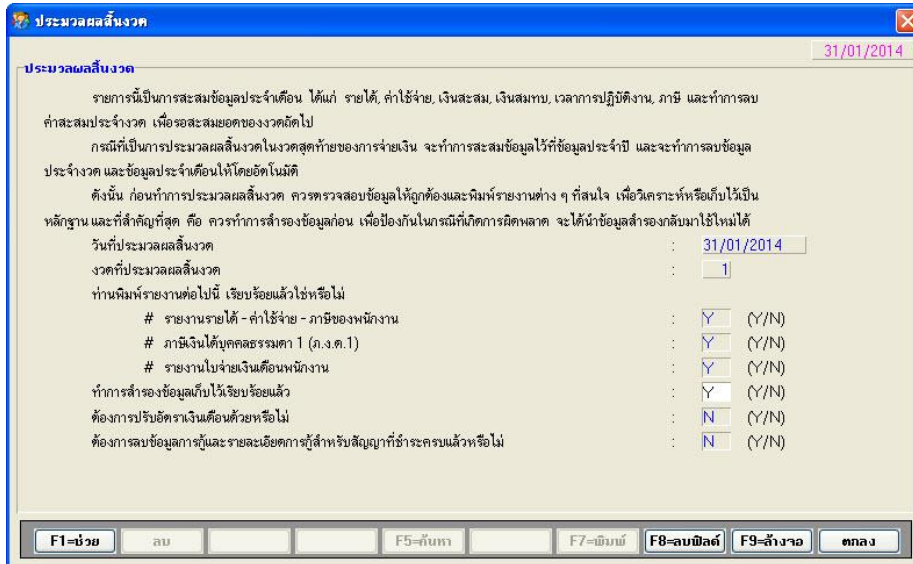 ประมวลผลสิ้นงวด
31/01/2014
ประมวลผลสิ้นงวด
รายการนี้เป็นการสะสมข้อมูลประจำเดือน ได้แก่ รายได้, ค่าใช้จ่าย, เงินสะสม, เงินสมทบ, เวลาการปฏิบัติงาน, ภาษี และทำการลบ
ค่าสะสมประจำงวด เพื่อรอสะสมยอดของงวดถัดไป
กรณีที่เป็นการประมวลผลสิ้นงวดในงวดสุดท้ายของการจ่ายเงิน จะทำการสะสมข้อมูลไว้ที่ข้อมูลประจำปี และจะทำการลบข้อมูล
ประจำงวด และข้อมูลประจำเดือนให้โดยอัตโนมัติ
ดังนั้น ก่อนทำการประมวลผลสิ้นงวด ควรตรวจสอบข้อมูลให้ถูกต้องและพิมพ์รายงานต่าง ๆ ที่สนใจ เพื่อวิเคราะห์หรือเก็บไว้เป็น
หลักฐาน และที่สำคัญที่สุด คือ ควรทำการสำรองข้อมูลก่อน เพื่อป้องกันในกรณีที่เกิดการผิดพลาด จะได้นำข้อมูลสำรองกลับมาใช้ใหม่ได้
วันที่ประมวลผลสิ้นงวด : 31/01/2014
งวดที่ประมวลผลสิ้นงวด : 1
ท่านพิมพ์รายงานต่อไปนี้ เรียบร้อยแล้วใช่หรือไม่
# รายงานรายได้ - ค่าใช้จ่าย - ภาษีของพนักงาน : Y (Y/N)
# ภาษีเงินได้บุคคลธรรมดา 1 (ภ.ง.ด.1) : Y (Y/N)
# รายงานใบจ่ายเงินเดือนพนักงาน : Y (Y/N)
ทำการสำรองข้อมูลเก็บไว้เรียบร้อยแล้ว : Y (Y/N)
ต้องการปรับอัตราเงินเดือนด้วยหรือไม่ : N (Y/N)
ต้องการลบข้อมูลการกู้และรายละเอียดการกู้สำหรับสัญญาที่ชำระครบแล้วหรือไม่ : N (Y/N)
F1=ช่วย ลบ F5=ค้นหา F7=พิมพ์ F8=ลบฟิลด์ F9=ล้างจอ ตกลง